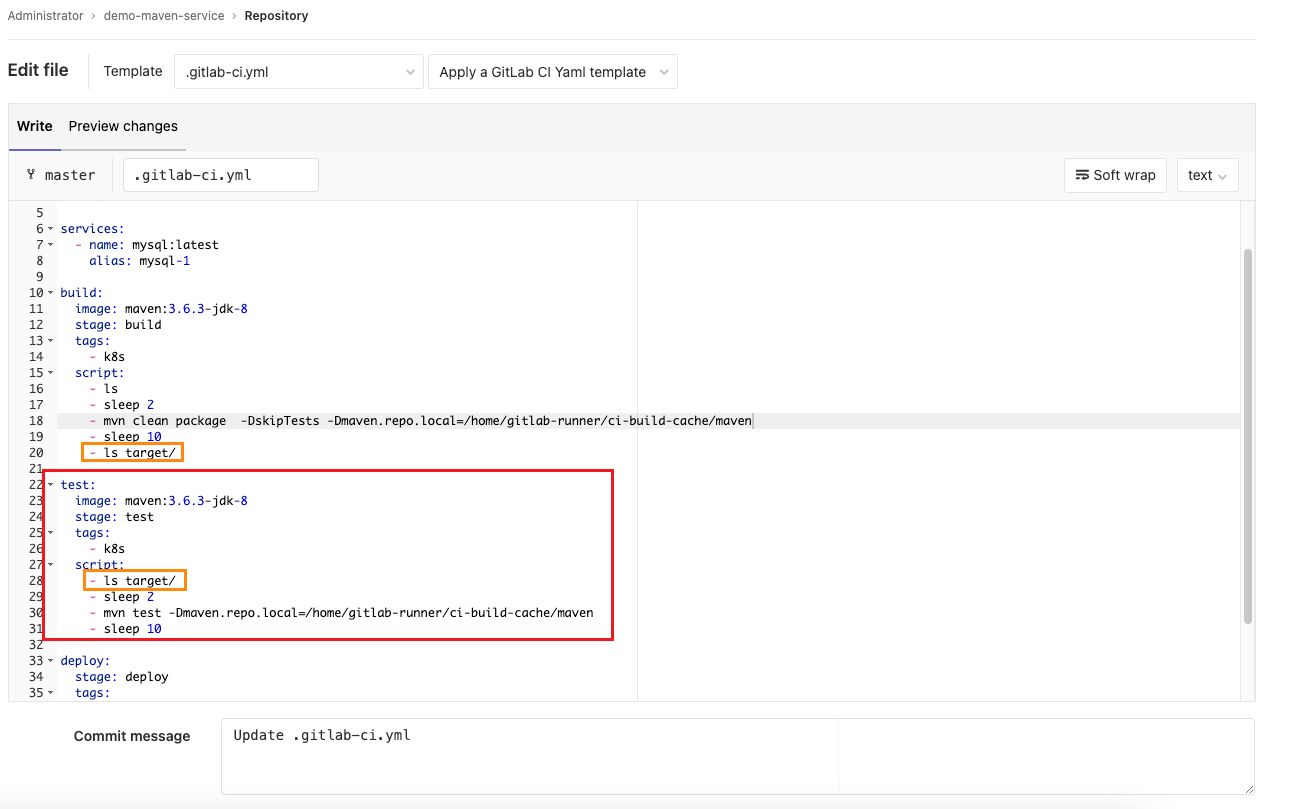 Administrator › demo-maven-service › Repository
Edit file Template .gitlab-ci.yml Apply a GitLab CI Yaml template
Write Preview changes
master .gitlab-ci.yml Soft wrap text
5
6 services:
7   - name: mysql:latest
8     alias: mysql-1
9
10 build:
11   image: maven:3.6.3-jdk-8
12   stage: build
13   tags:
14     - k8s
15   script:
16     - ls
17     - sleep 2
18     - mvn clean package  -DskipTests -Dmaven.repo.local=/home/gitlab-runner/ci-build-cache/maven
19     - sleep 10
20     - ls target/
21
22 test:
23   image: maven:3.6.3-jdk-8
24   stage: test
25   tags:
26     - k8s
27   script:
28     - ls target/
29     - sleep 2
30     - mvn test -Dmaven.repo.local=/home/gitlab-runner/ci-build-cache/maven
31     - sleep 10
32
33 deploy:
34   stage: deploy
35   tags:
Commit message Update .gitlab-ci.yml